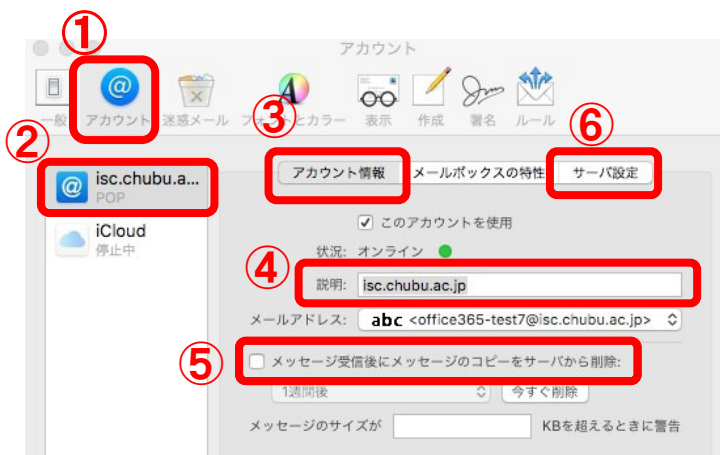 ①
アカウント
一般 アカウント 迷惑メール フォントとカラー 表示 作成 署名 ルール
②
③
⑥
isc.chubu.a...
POP
iCloud
停止中
アカウント情報 メールボックスの特性 サーバ設定
このアカウントを使用
状況: オンライン
④
説明: isc.chubu.ac.jp
メールアドレス: abc <office365-test7@isc.chubu.ac.jp>
⑤
メッセージ受信後にメッセージのコピーをサーバから削除:
1週間後 今すぐ削除
メッセージのサイズが KBを超えるときに警告